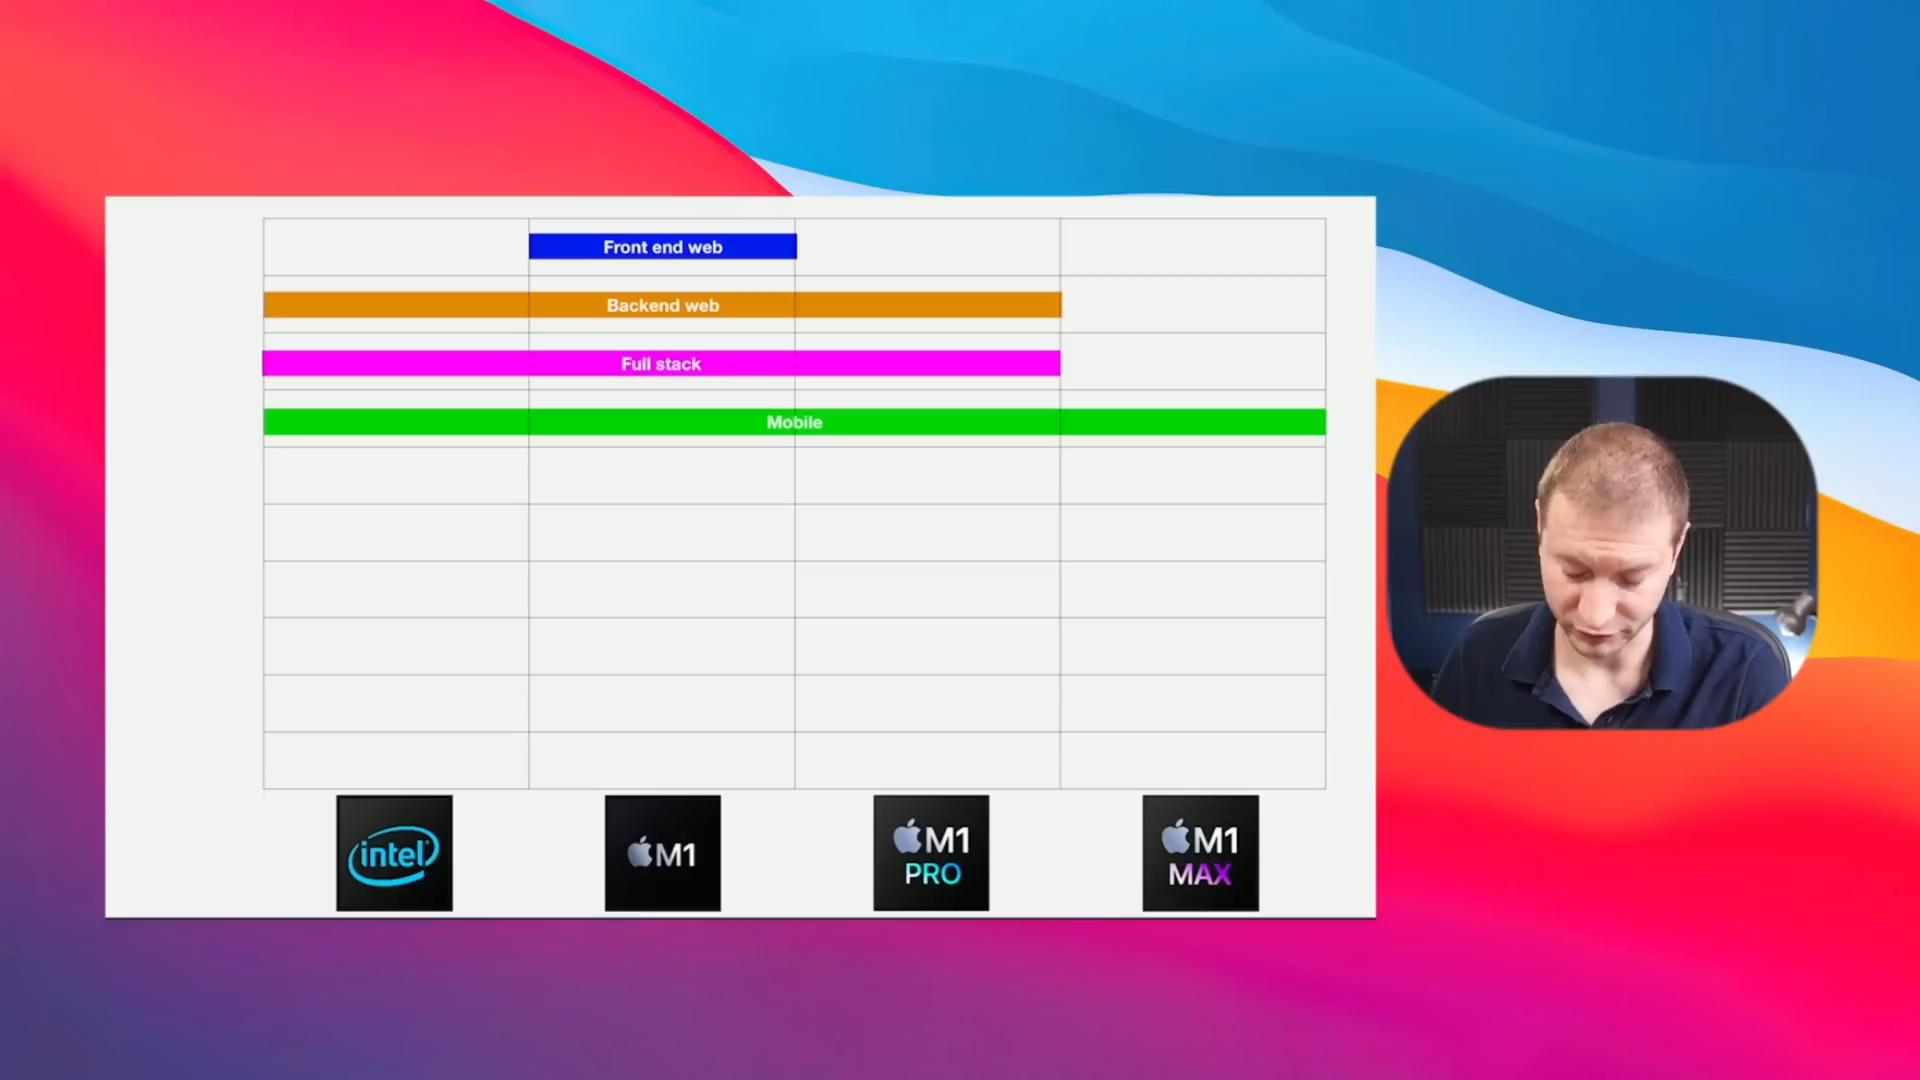 Front end web
Backend web
Full stack
Mobile
intel
M1
M1
PRO
M1
MAX